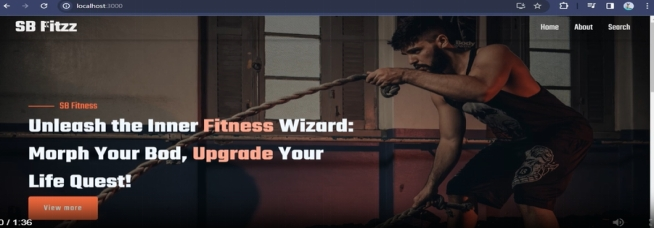 localhost:3000
SB Fitzz
Home About Search
SB Fitness
Unleash the Inner Fitness Wizard:
Morph Your Bod, Upgrade Your
Life Quest!
View more
0 / 1:36